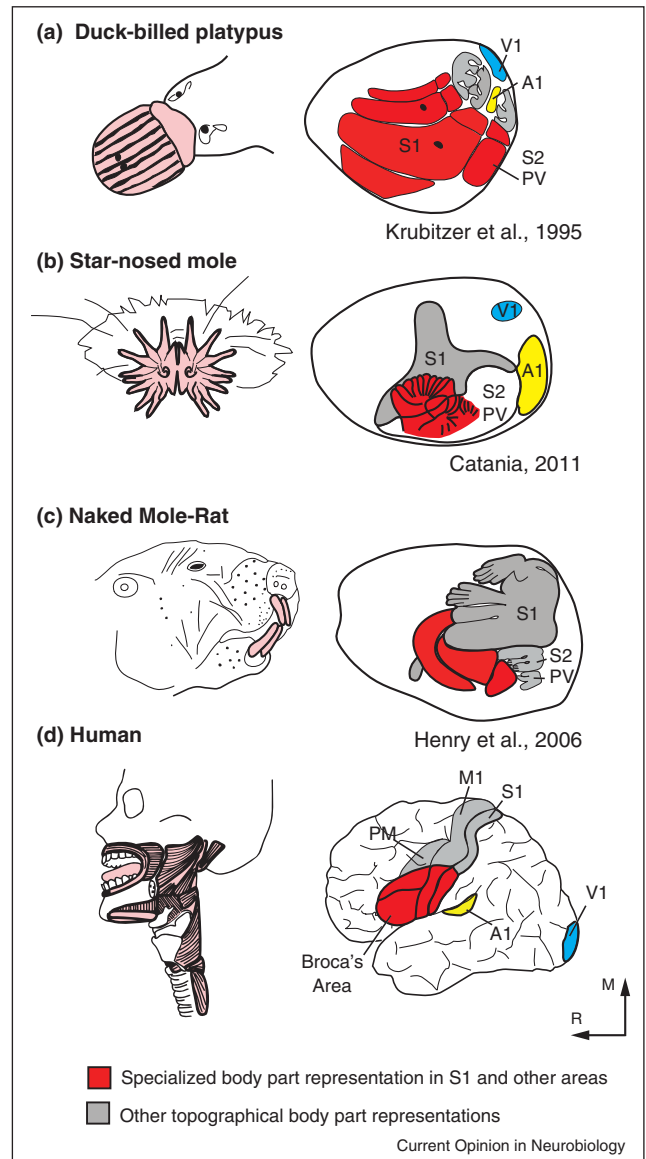 (a) Duck-billed platypus
V1
A1
S1
S2
PV
Krubitzer et al., 1995
(b) Star-nosed mole
V1
S1
A1
S2
PV
Catania, 2011
(c) Naked Mole-Rat
S1
S2
PV
Henry et al., 2006
(d) Human
M1
S1
PM
V1
A1
Broca's
Area
M
R
Specialized body part representation in S1 and other areas
Other topographical body part representations
Current Opinion in Neurobiology